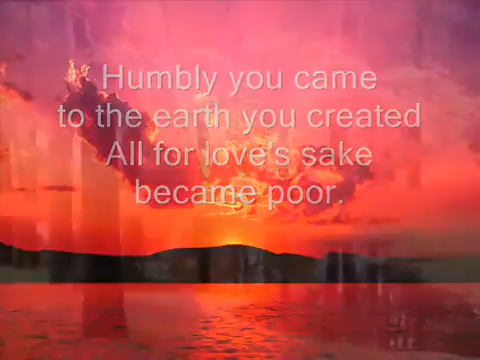 Humbly you came
to the earth you created
All for love's sake
became poor.